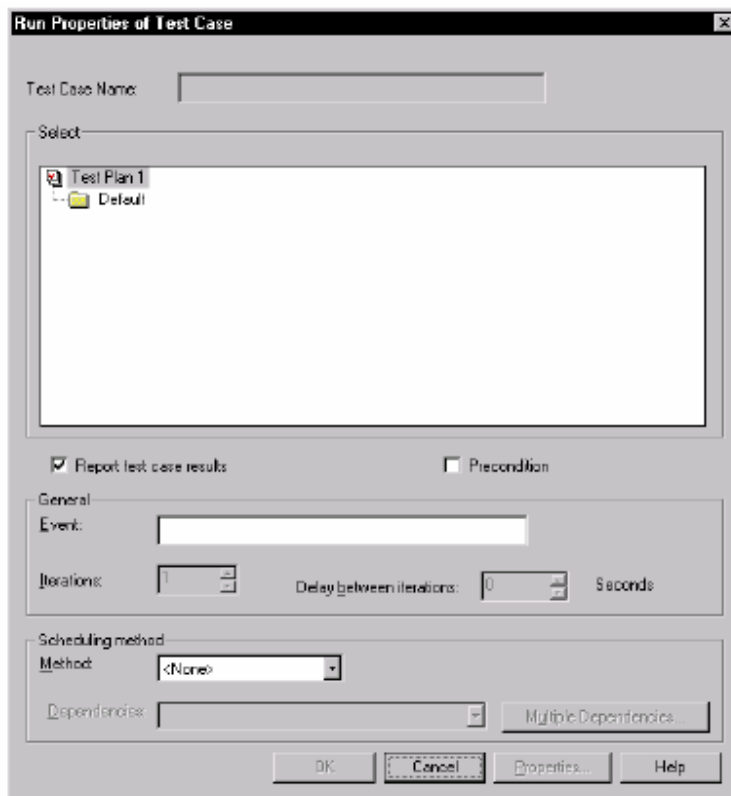 Run Properties of Test Case
Test Case Name:
Select
Test Plan 1
Default
Report test case results
Precondition
General
Event:
Iterations: 1 Delay between iterations: 0 Seconds
Scheduling method
Method: <None>
Dependencies: Multiple Dependencies...
OK Cancel Properties... Help